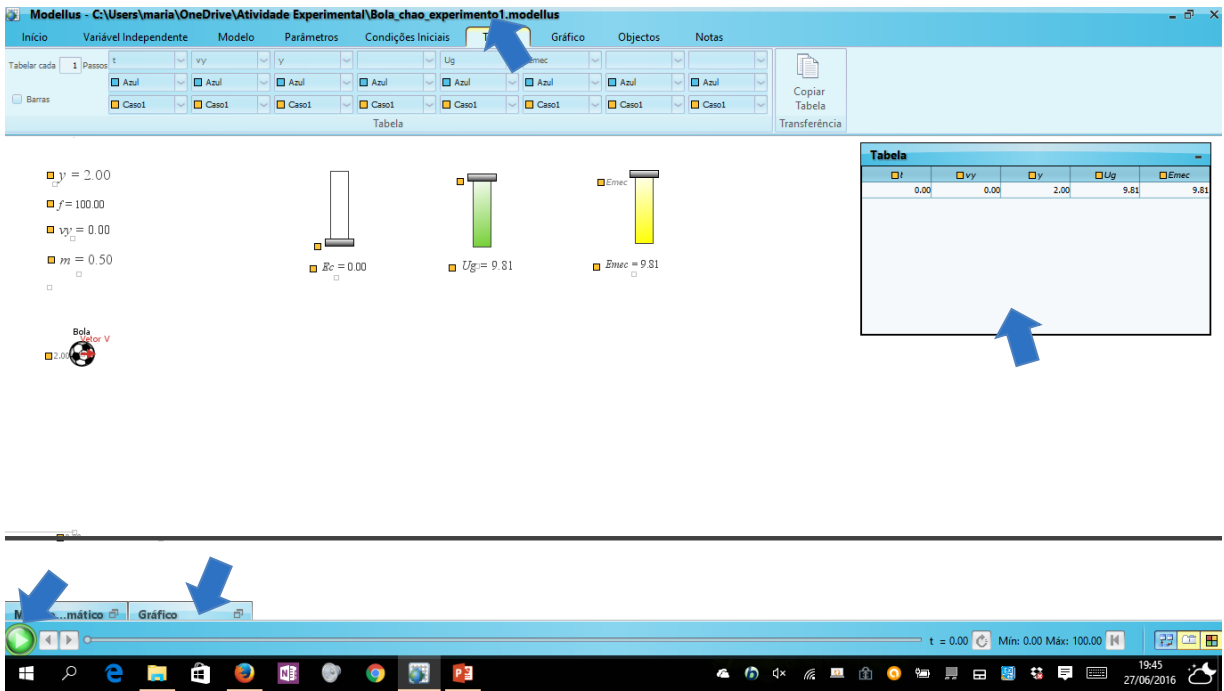 Modellus - C:\Users\maria\OneDrive\Atividade Experimental\Bola_chao_experimento1.modellus
Início Variável Independente Modelo Parâmetros Condições Iniciais Gráfico Objectos Notas
Tabelar cada 1 Passos t vy y Ug
Azul Azul Azul Azul Azul Azul Azul Azul
Barras Caso1 Caso1 Caso1 Caso1 Caso1 Caso1 Caso1 Caso1
Copiar
Tabela
Tabela Transferência
y = 2.00
f = 100.00
vy = 0.00
m = 0.50
Emec
Ec = 0.00 Ug = 9.81 Emec = 9.81
Tabela
t vy y Ug Emec
0.00 0.00 2.00 9.81 9.81
Bola
Vetor V
2.00
...mático Gráfico
t = 0.00 Mín: 0.00 Máx: 100.00
19:45
27/06/2016